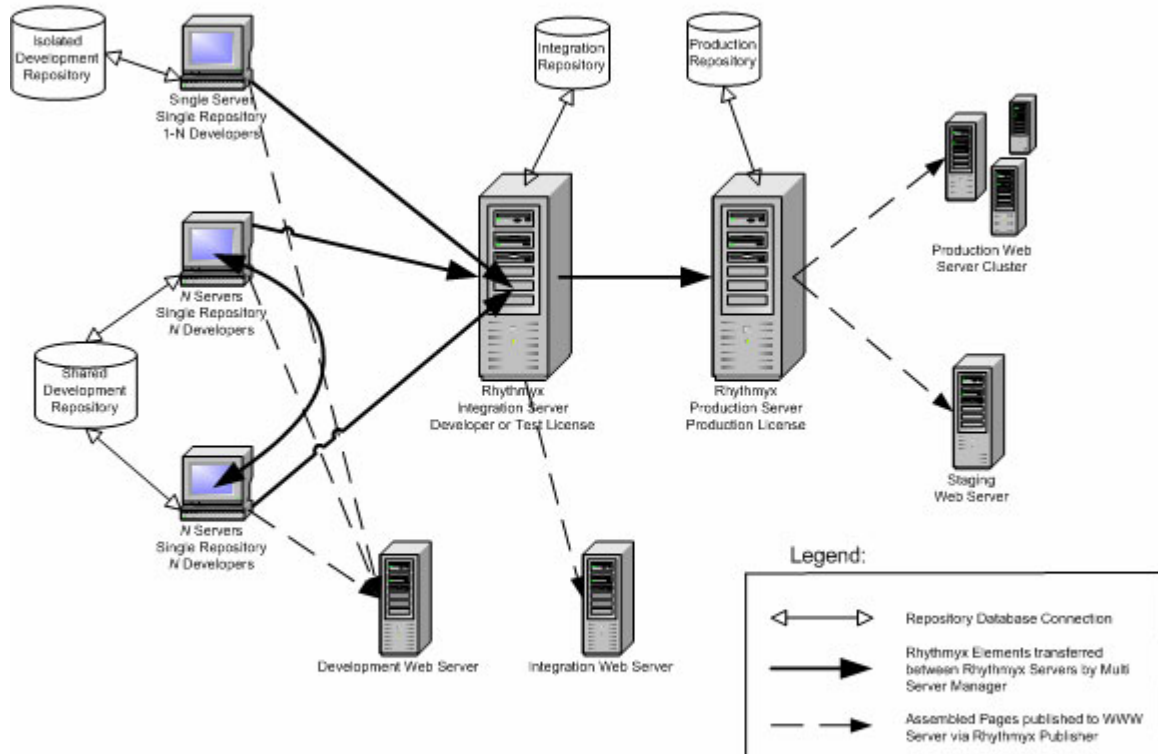 Isolated
Development
Repository
Single Server
Single Repository
1-N Developers
Integration
Repository
Production
Repository
Production Web
Server Cluster
N Servers
Single Repository
N Developers
Shared
Development
Repository
Rhythmyx
Integration Server
Developer or Test License
Rhythmyx
Production Server
Production License
Staging
Web Server
N Servers
Single Repository
N Developers
Development Web Server
Integration Web Server
Legend:
Repository Database Connection
Rhythmyx Elements transferred
between Rhythmyx Servers by Multi
Server Manager
Assembled Pages published to WWW
Server via Rhythmyx Publisher